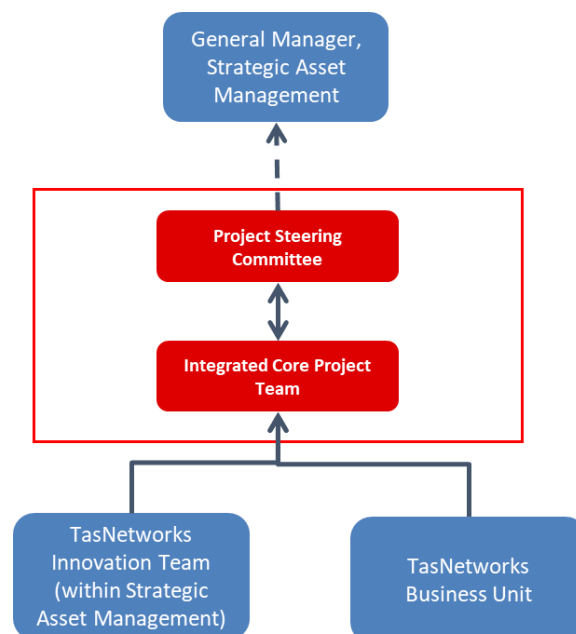 General Manager,
Strategic Asset
Management
Project Steering
Committee
Integrated Core Project
Team
TasNetworks
Innovation Team
(within Strategic
Asset Management)
TasNetworks
Business Unit